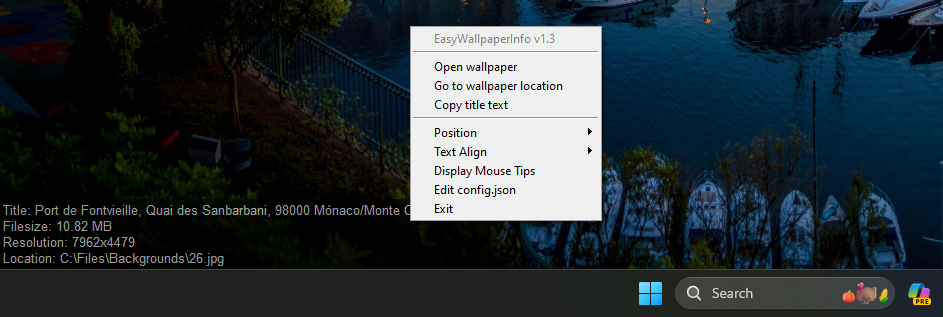 EasyWallpaperInfo v1.3
Open wallpaper
Go to wallpaper location
Copy title text
Position
Text Align
Display Mouse Tips
Edit config.json
Exit
Title: Port de Fontvieille, Quai des Sanbarbani, 98000 Mónaco/Monte
Filesize: 10.82 MB
Resolution: 7962x4479
Location: C:\Files\Backgrounds\26.jpg
Search
PRE